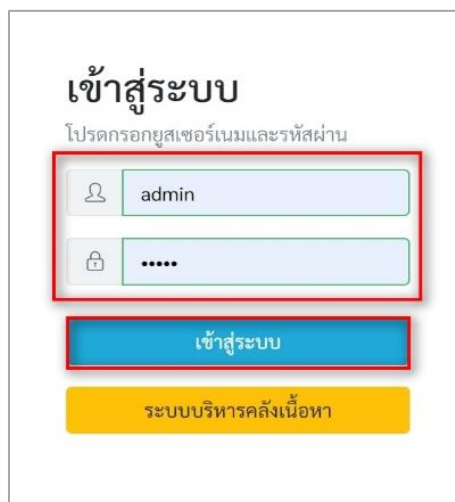 เข้าสู่ระบบ
โปรดกรอกยูสเซอร์เนมและรหัสผ่าน
admin
•••••
เข้าสู่ระบบ
ระบบบริหารคลังเนื้อหา